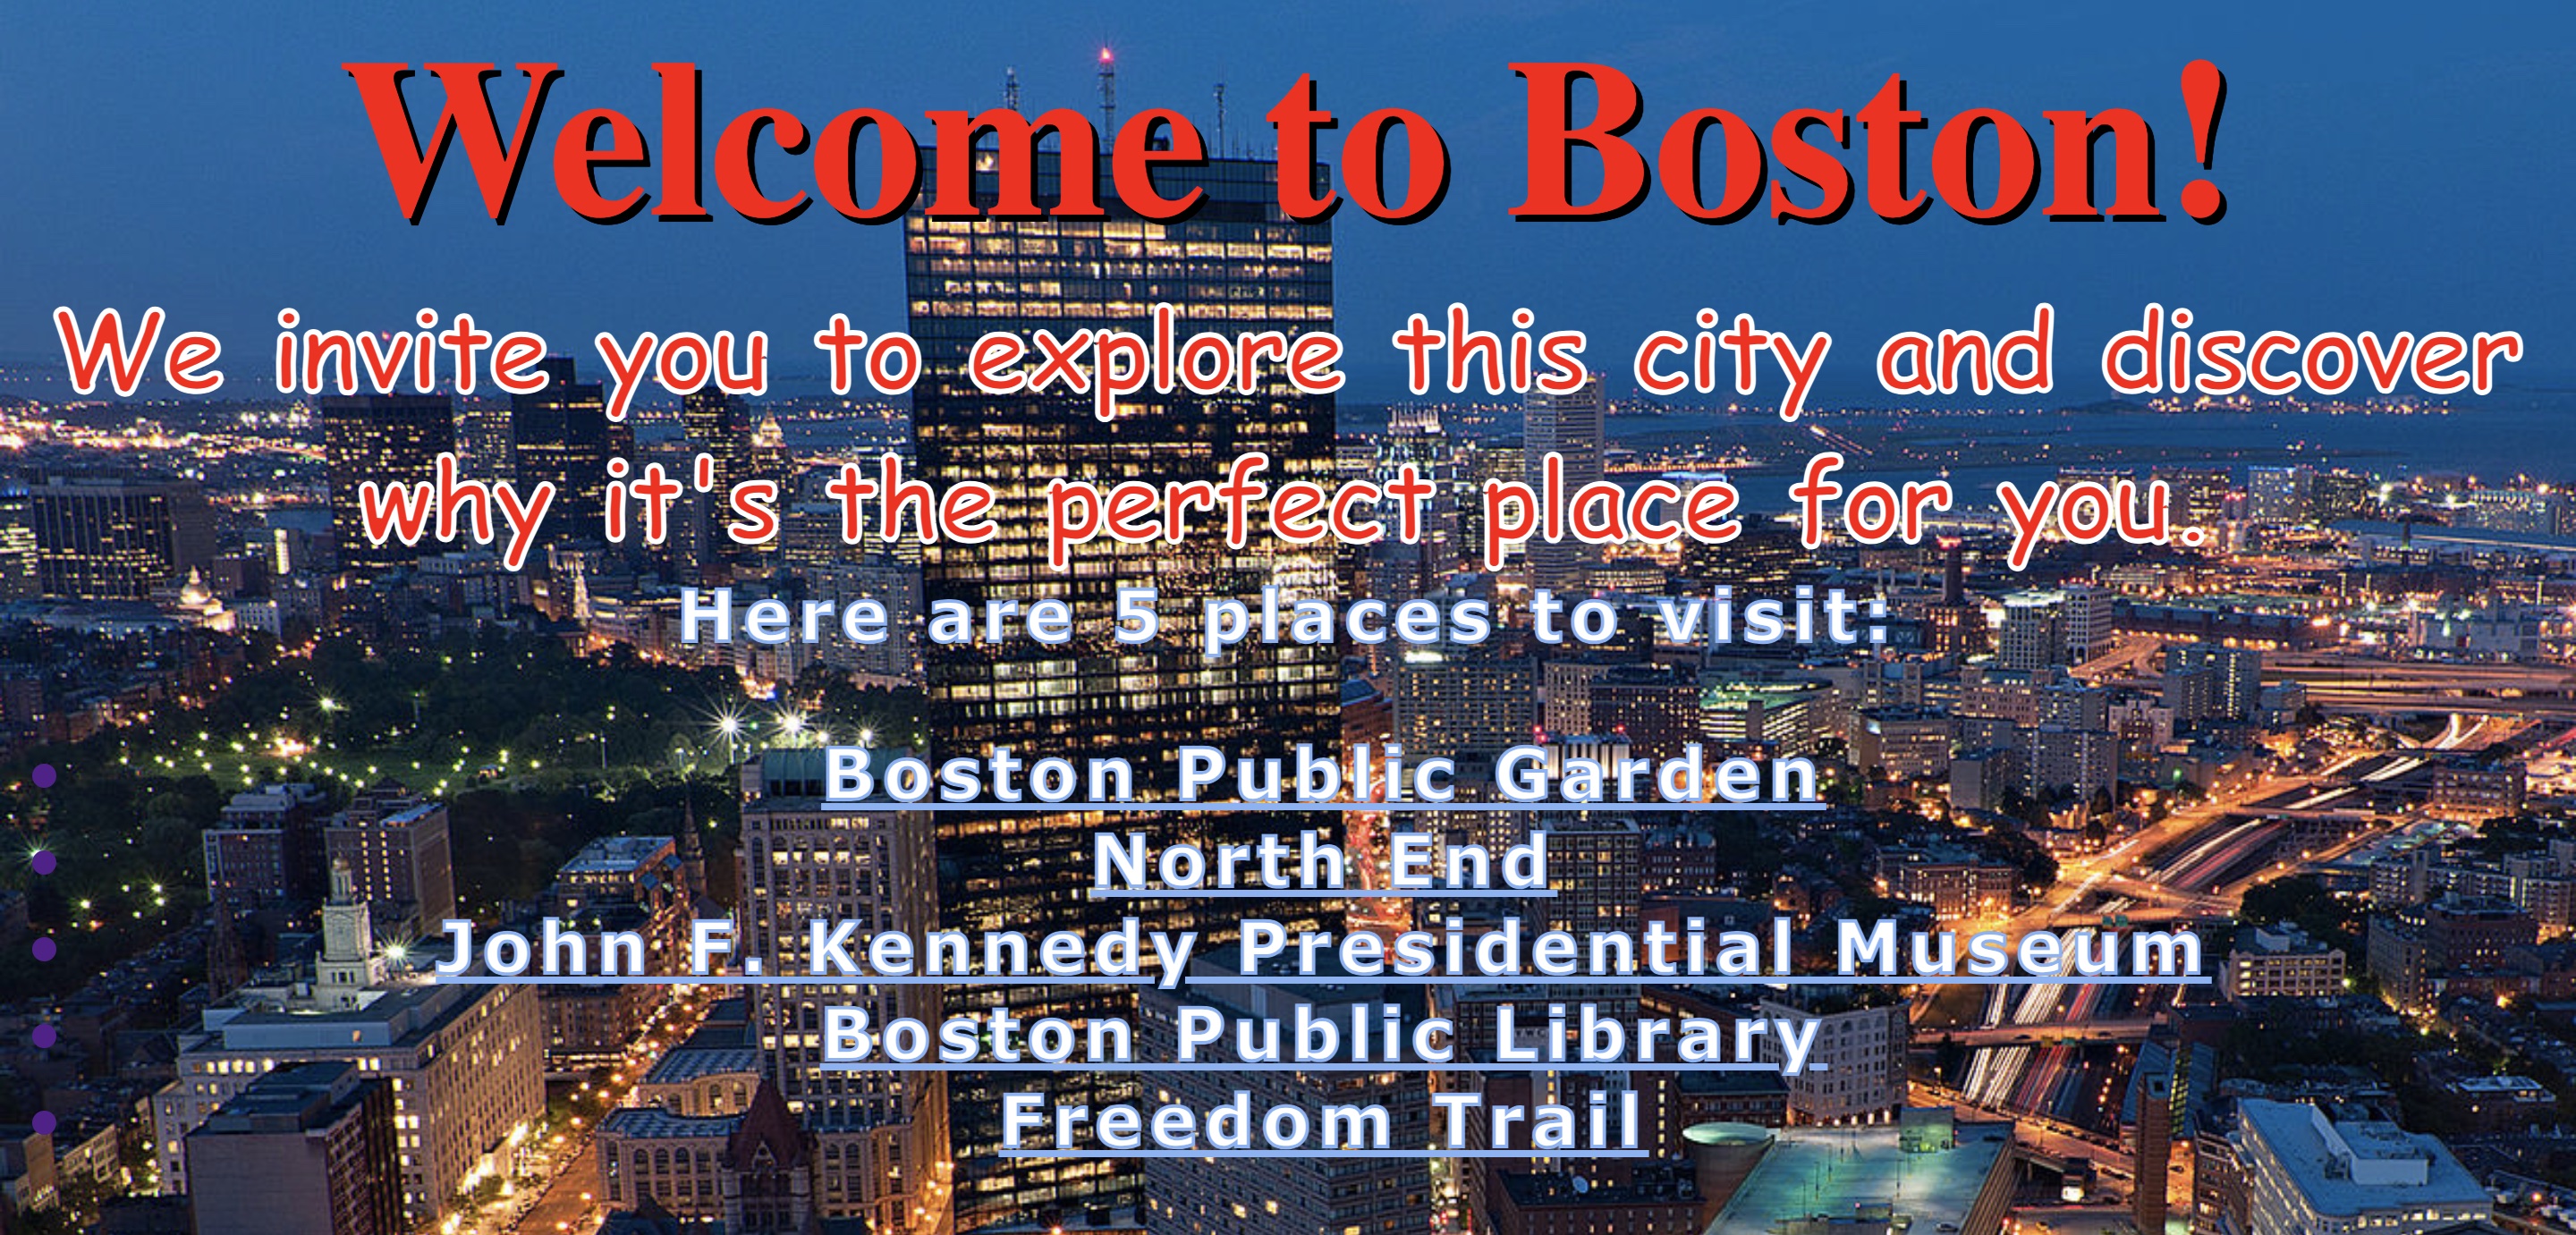 Welcome to Boston!
We invite you to explore this city and discover
why it's the perfect place for you.
Here are 5 places to visit:
Boston Public Garden
North End
John F. Kennedy Presidential Museum
Boston Public Library
Freedom Trail